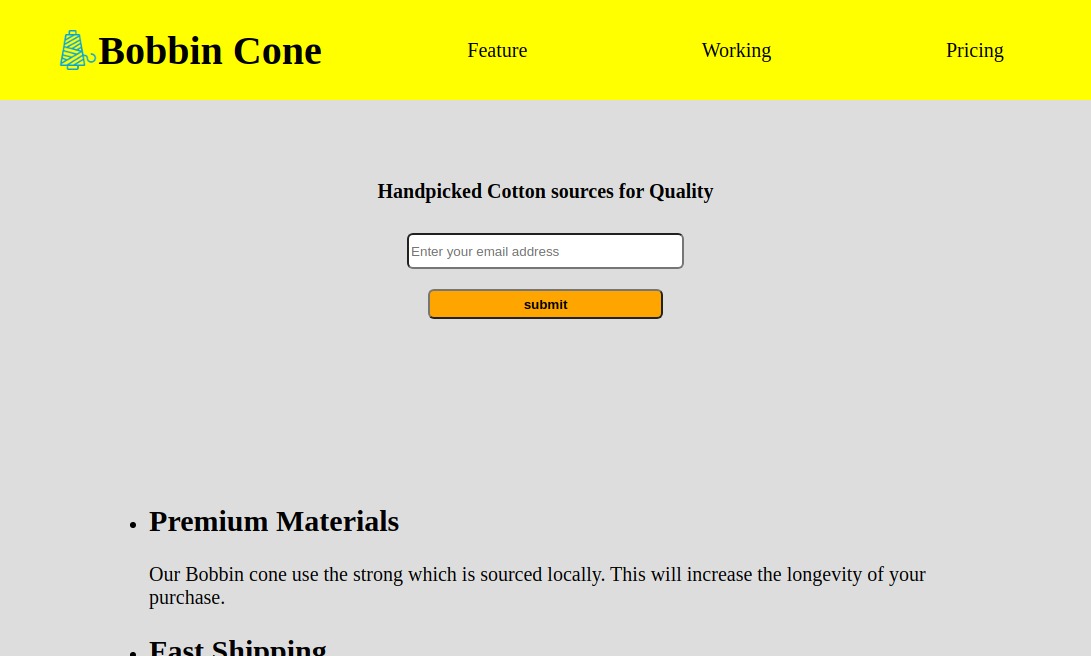 Bobbin Cone
Feature
Working
Pricing
Handpicked Cotton sources for Quality
Enter your email address
submit
Premium Materials
Our Bobbin cone use the strong which is sourced locally. This will increase the longevity of your
purchase.
Fast Shipping